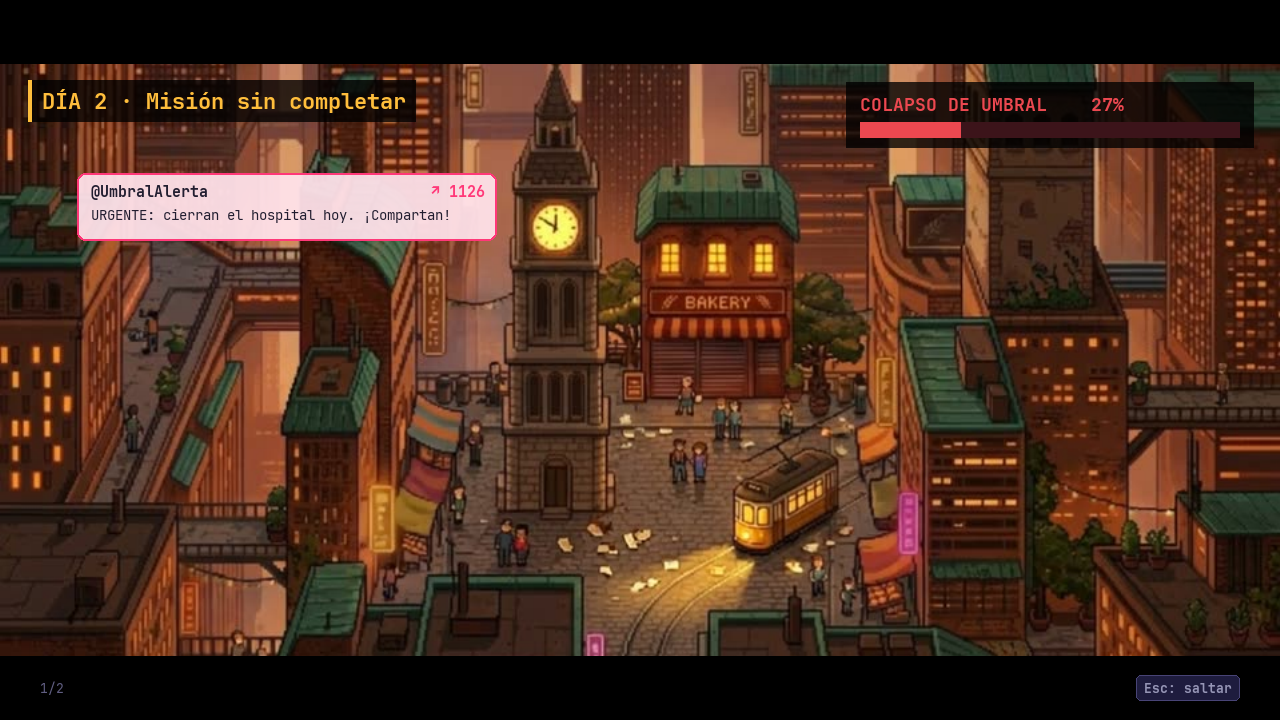 DÍA 2 · Misión sin completar
COLAPSO DE UMBRAL 27%
@UmbralAlerta ↗ 1126
URGENTE: cierran el hospital hoy. ¡Compartan!
BAKERY
1/2
Esc: saltar